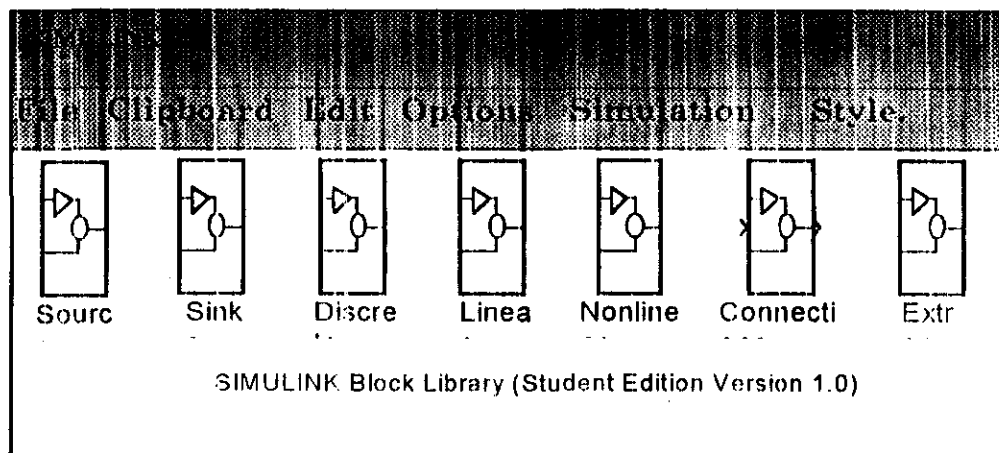 File Clipboard Edit Options Simulation Style.
Sourc Sink Discre Linea Nonline Connecti Extr
SIMULINK Block Library (Student Edition Version 1.0)